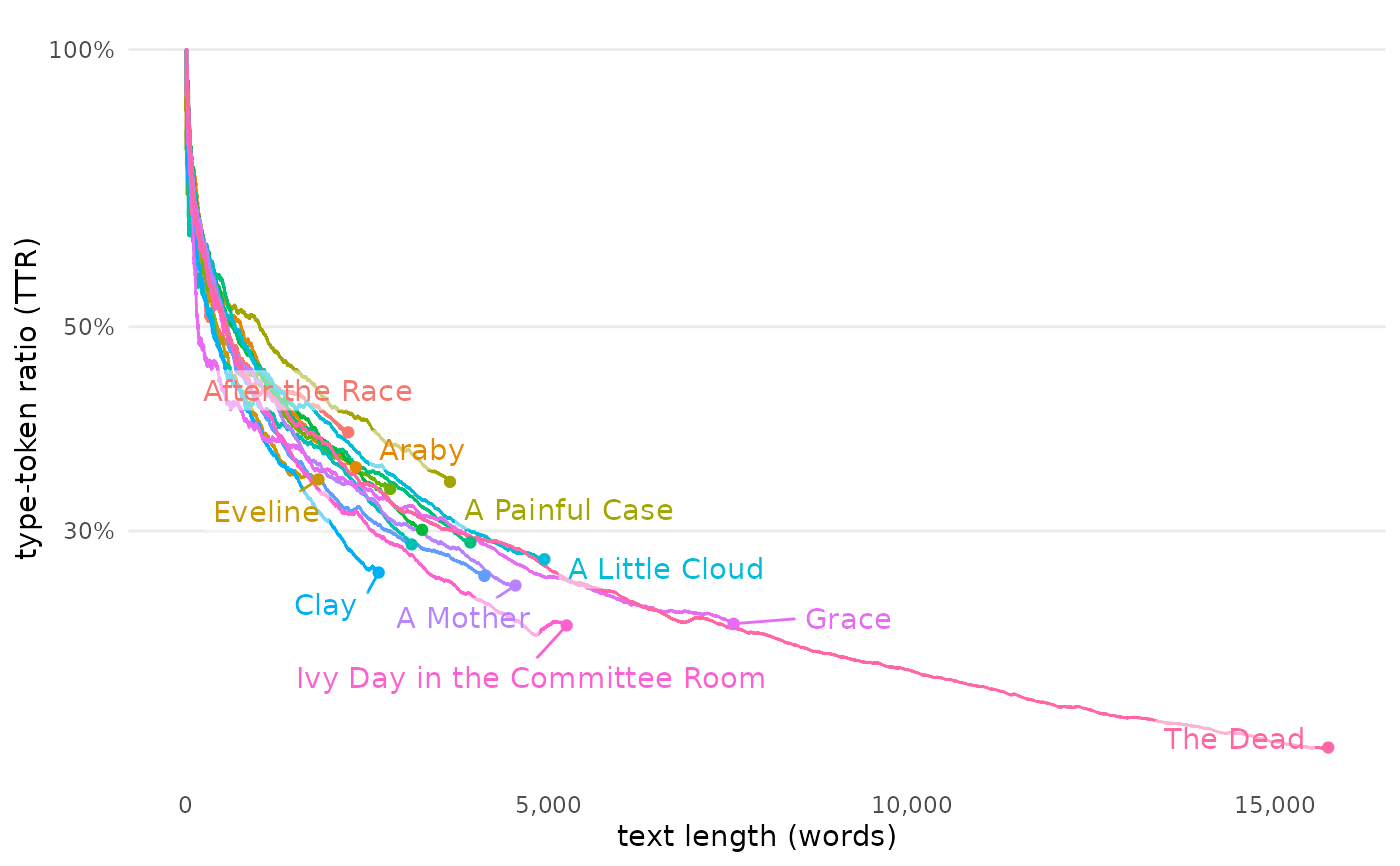 100%
50%
30%
type-token ratio (TTR)
After the Race
Araby
Eveline
A Painful Case
A Little Cloud
Clay
A Mother
Grace
Ivy Day in the Committee Room
The Dead
0
5,000
10,000
15,000
text length (words)